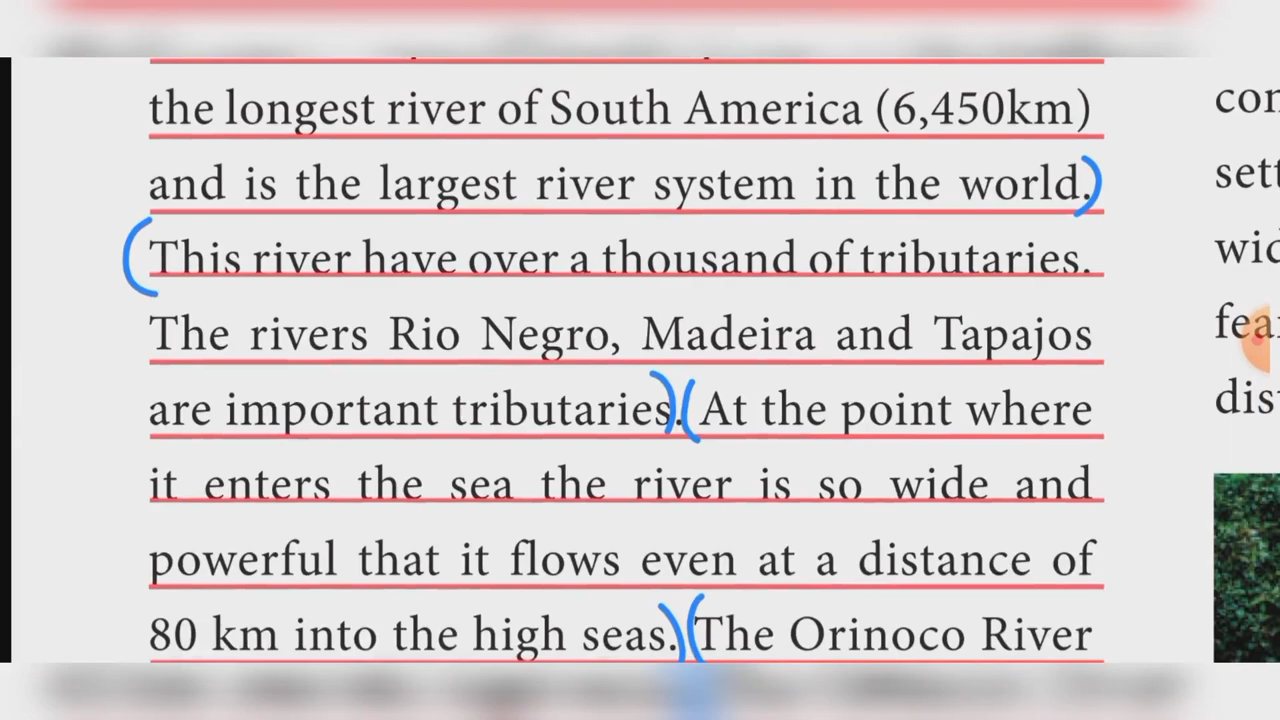 the longest river of South America (6,450km)
and is the largest river system in the world.
This river have over a thousand of tributaries.
The rivers Rio Negro, Madeira and Tapajos
are important tributaries. At the point where
it enters the sea the river is so wide and
powerful that it flows even at a distance of
80 km into the high seas. The Orinoco River